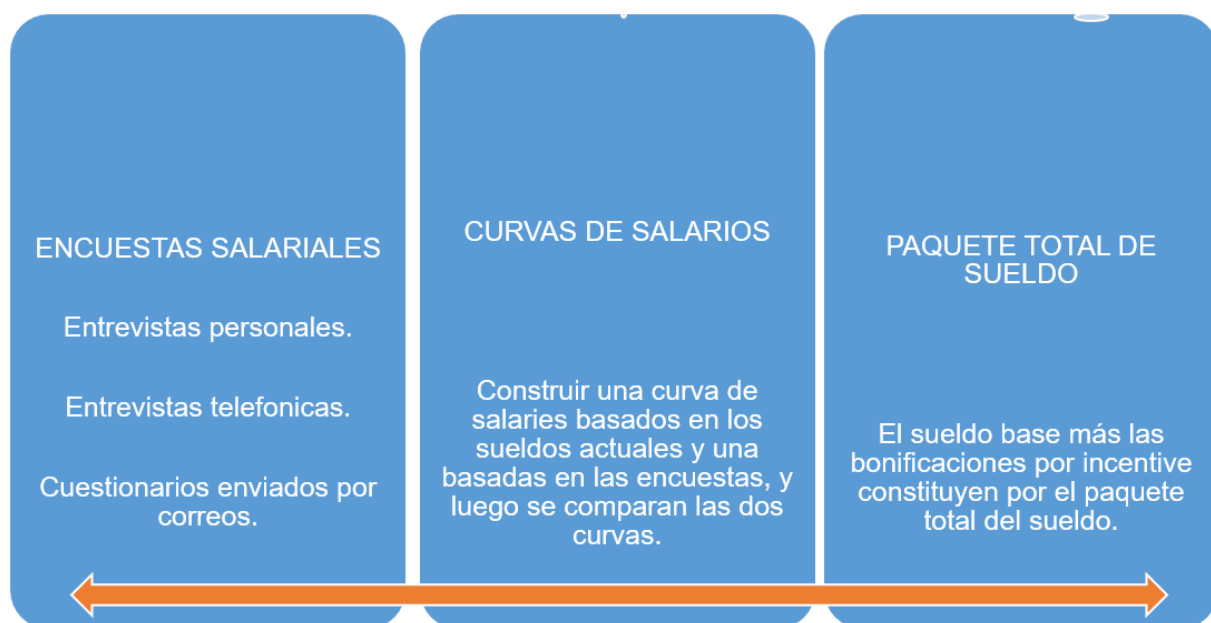 ENCUESTAS SALARIALES
Entrevistas personales.
Entrevistas telefonicas.
Cuestionarios enviados por
correos.
CURVAS DE SALARIOS
Construir una curva de
salaries basados en los
sueldos actuales y una
basadas en las encuestas, y
luego se comparan las dos
curvas.
PAQUETE TOTAL DE
SUELDO
El sueldo base más las
bonificaciones por incentive
constituyen por el paquete
total del sueldo.